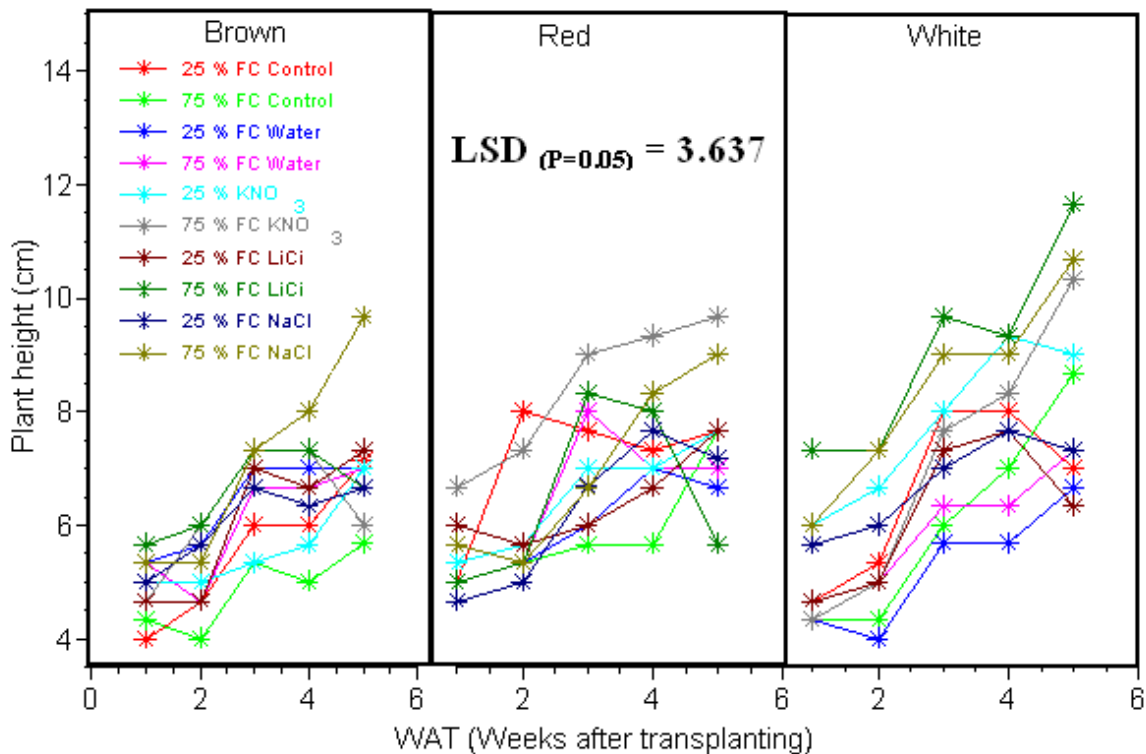 Brown
Red
White
25 % FC Control
75 % FC Control
25 % FC Water
75 % FC Water
25 % KNO 3
75 % FC KNO 3
25 % FC LiCi
75 % FC LiCi
25 % FC NaCl
75 % FC NaCl
LSD (P=0.05) = 3.637
Plant height (cm)
14
12
10
8
6
4
0 2 4 6 2 4 6 2 4 6
WAT (Weeks after transplanting)